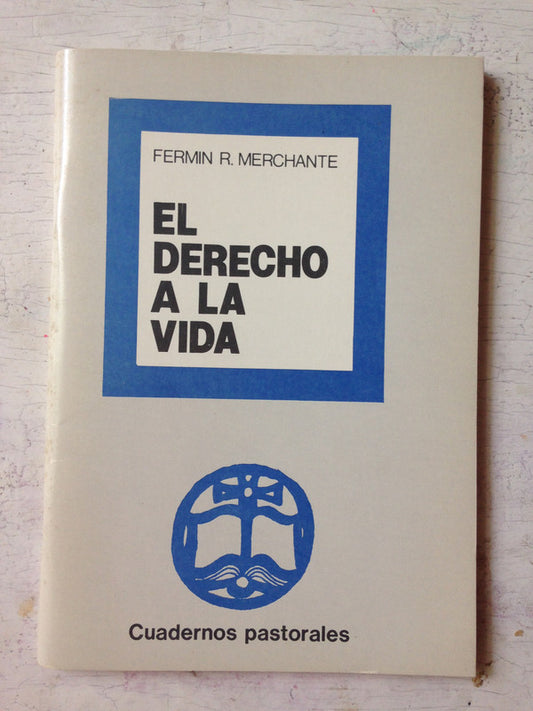 FERMIN R. MERCHANTE
EL
DERECHO
A LA
VIDA
Cuadernos pastorales